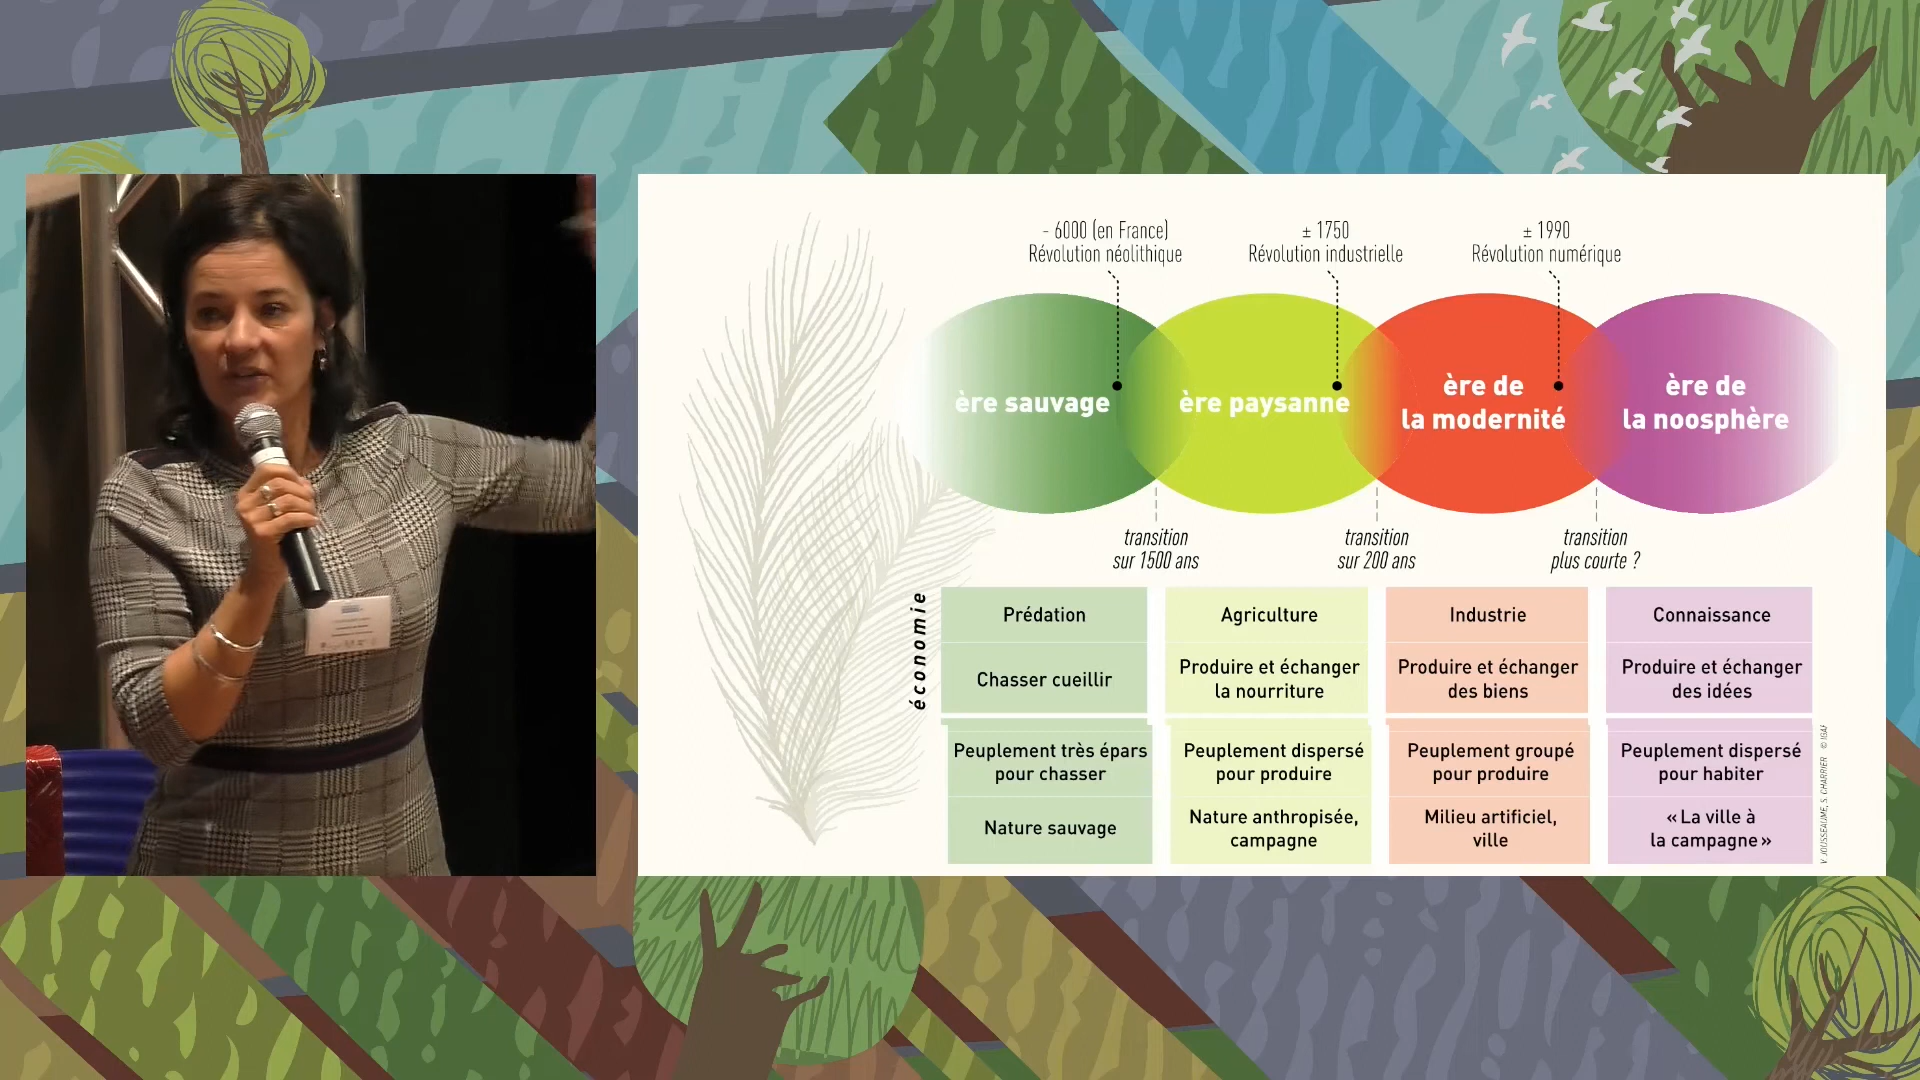 - 6000 (en France)
Révolution néolithique
± 1750
Révolution industrielle
± 1990
Révolution numérique
ère sauvage
ère paysanne
ère de
la modernité
ère de
la noosphère
transition
sur 1500 ans
transition
sur 200 ans
transition
plus courte ?
économie
Prédation
Agriculture
Industrie
Connaissance
Chasser cueillir
Produire et échanger
la nourriture
Produire et échanger
des biens
Produire et échanger
des idées
Peuplement très épars
pour chasser
Peuplement dispersé
pour produire
Peuplement groupé
pour produire
Peuplement dispersé
pour habiter
Nature sauvage
Nature anthropisée,
campagne
Milieu artificiel,
ville
« La ville à
la campagne »
V. JOUSSEAUME, S. CHARRIER